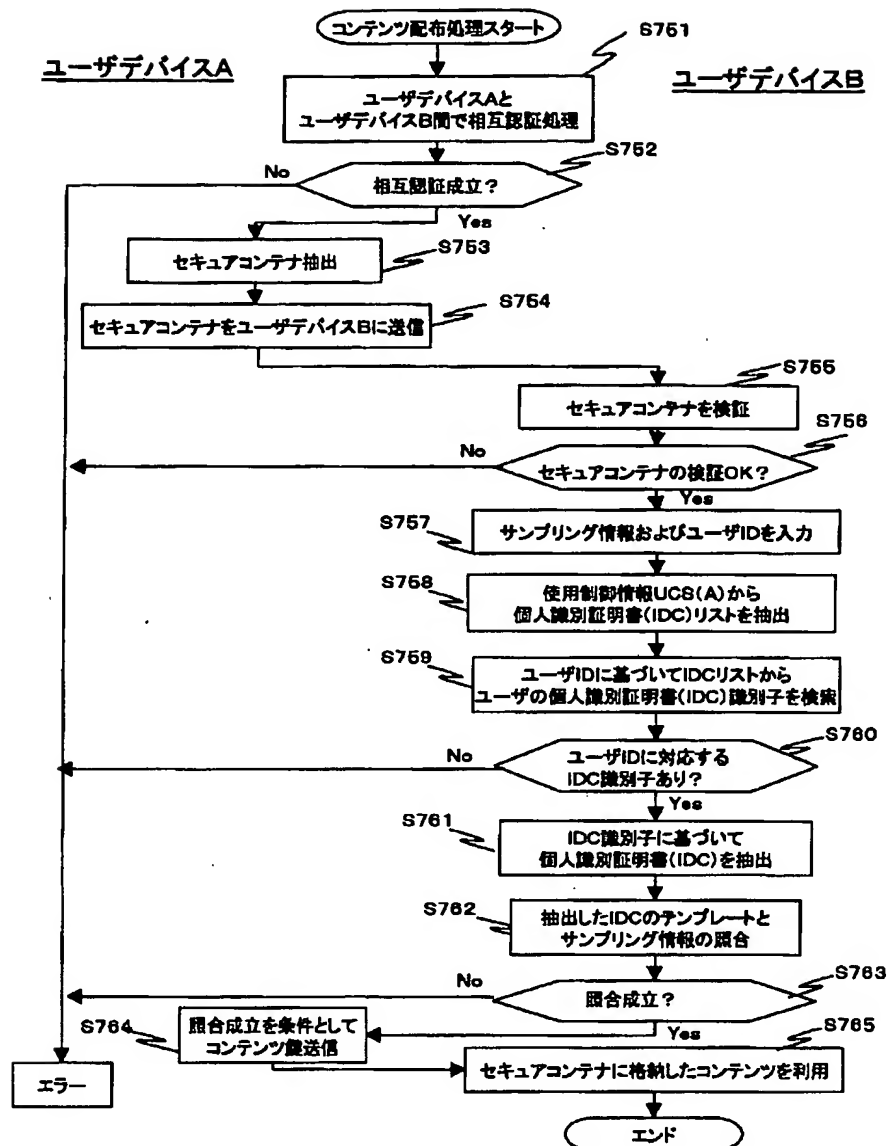 コンテンツ配布処理スタート
S751
ユーザデバイスA
ユーザデバイスB
ユーザデバイスAと
ユーザデバイスB間で相互認証処理
S752
No
相互認証成立?
Yes
S753
セキュアコンテナ抽出
S754
セキュアコンテナをユーザデバイスBに送信
S755
セキュアコンテナを検証
S756
No
セキュアコンテナの検証OK?
Yes
S757
サンプリング情報およびユーザIDを入力
S758
使用制御情報UCS(A)から
個人識別証明書(IDC)リストを抽出
S759
ユーザIDに基づいてIDCリストから
ユーザの個人識別証明書(IDC)識別子を検索
S760
No
ユーザIDに対応する
IDC識別子あり?
Yes
S761
IDC識別子に基づいて
個人識別証明書(IDC)を抽出
S762
抽出したIDCのテンプレートと
サンプリング情報の照合
S763
No
照合成立?
Yes
S764
照合成立を条件として
コンテンツ鍵送信
S765
セキュアコンテナに格納したコンテンツを利用
エラー
エンド